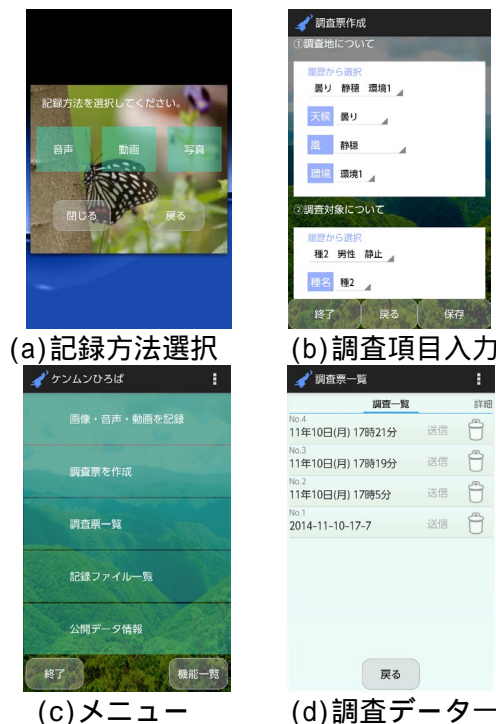 記録方法を選択してください。
音声 動画 写真
閉じる 戻る
(a)記録方法選択
調査票作成
①調査地について
履歴から選択
曇り 静穏 環境1
天候 曇り
風 静穏
環境 環境1
②調査対象について
履歴から選択
種2 男性 静止
種名 種2
終了 戻る 保存
(b)調査項目入力
ケンムンひろば
画像・音声・動画を記録
調査票を作成
調査票一覧
記録ファイル一覧
公開データ情報
終了 機能一覧
(c)メニュー
調査票一覧
調査一覧 詳細
No.4
11年10日(月) 17時21分 送信
No.3
11年10日(月) 17時19分 送信
No.2
11年10日(月) 17時5分 送信
No.1
2014-11-10-17-7 送信
戻る
(d)調査データ一